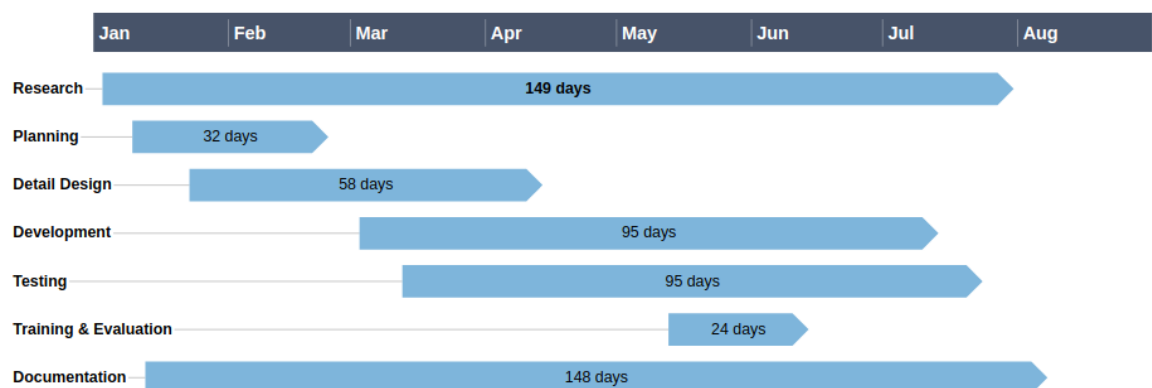 Jan Feb Mar Apr May Jun Jul Aug
Research 149 days
Planning 32 days
Detail Design 58 days
Development 95 days
Testing 95 days
Training & Evaluation 24 days
Documentation 148 days